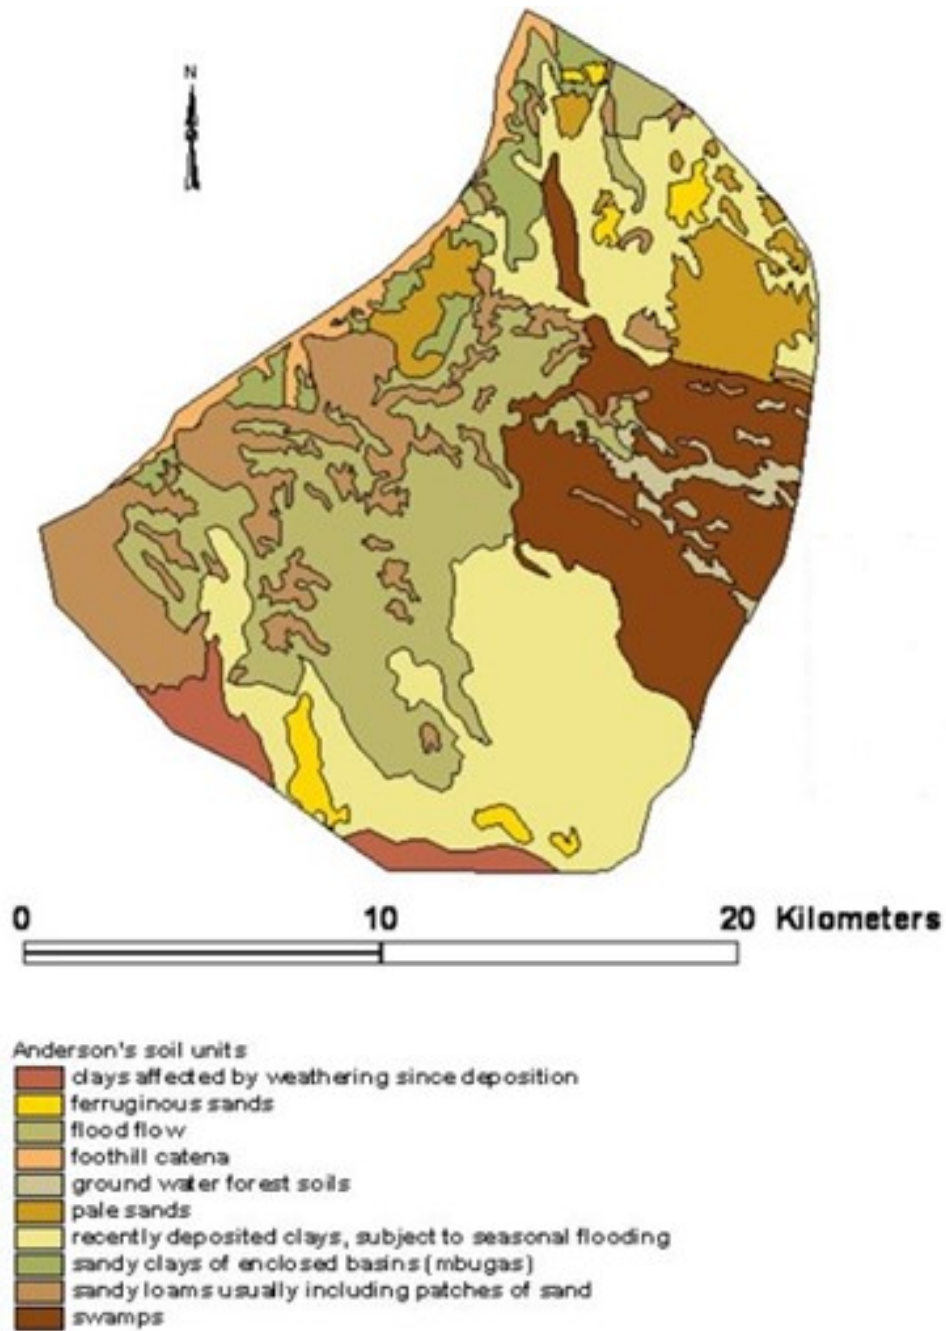 N
0 10 20 Kilometers
Anderson's soil units
clays affected by weathering since deposition
ferruginous sands
flood flow
foothill catena
ground water forest soils
pale sands
recently deposited clays, subject to seasonal flooding
sandy clays of enclosed basins (mbugas)
sandy loams usually including patches of sand
swamps